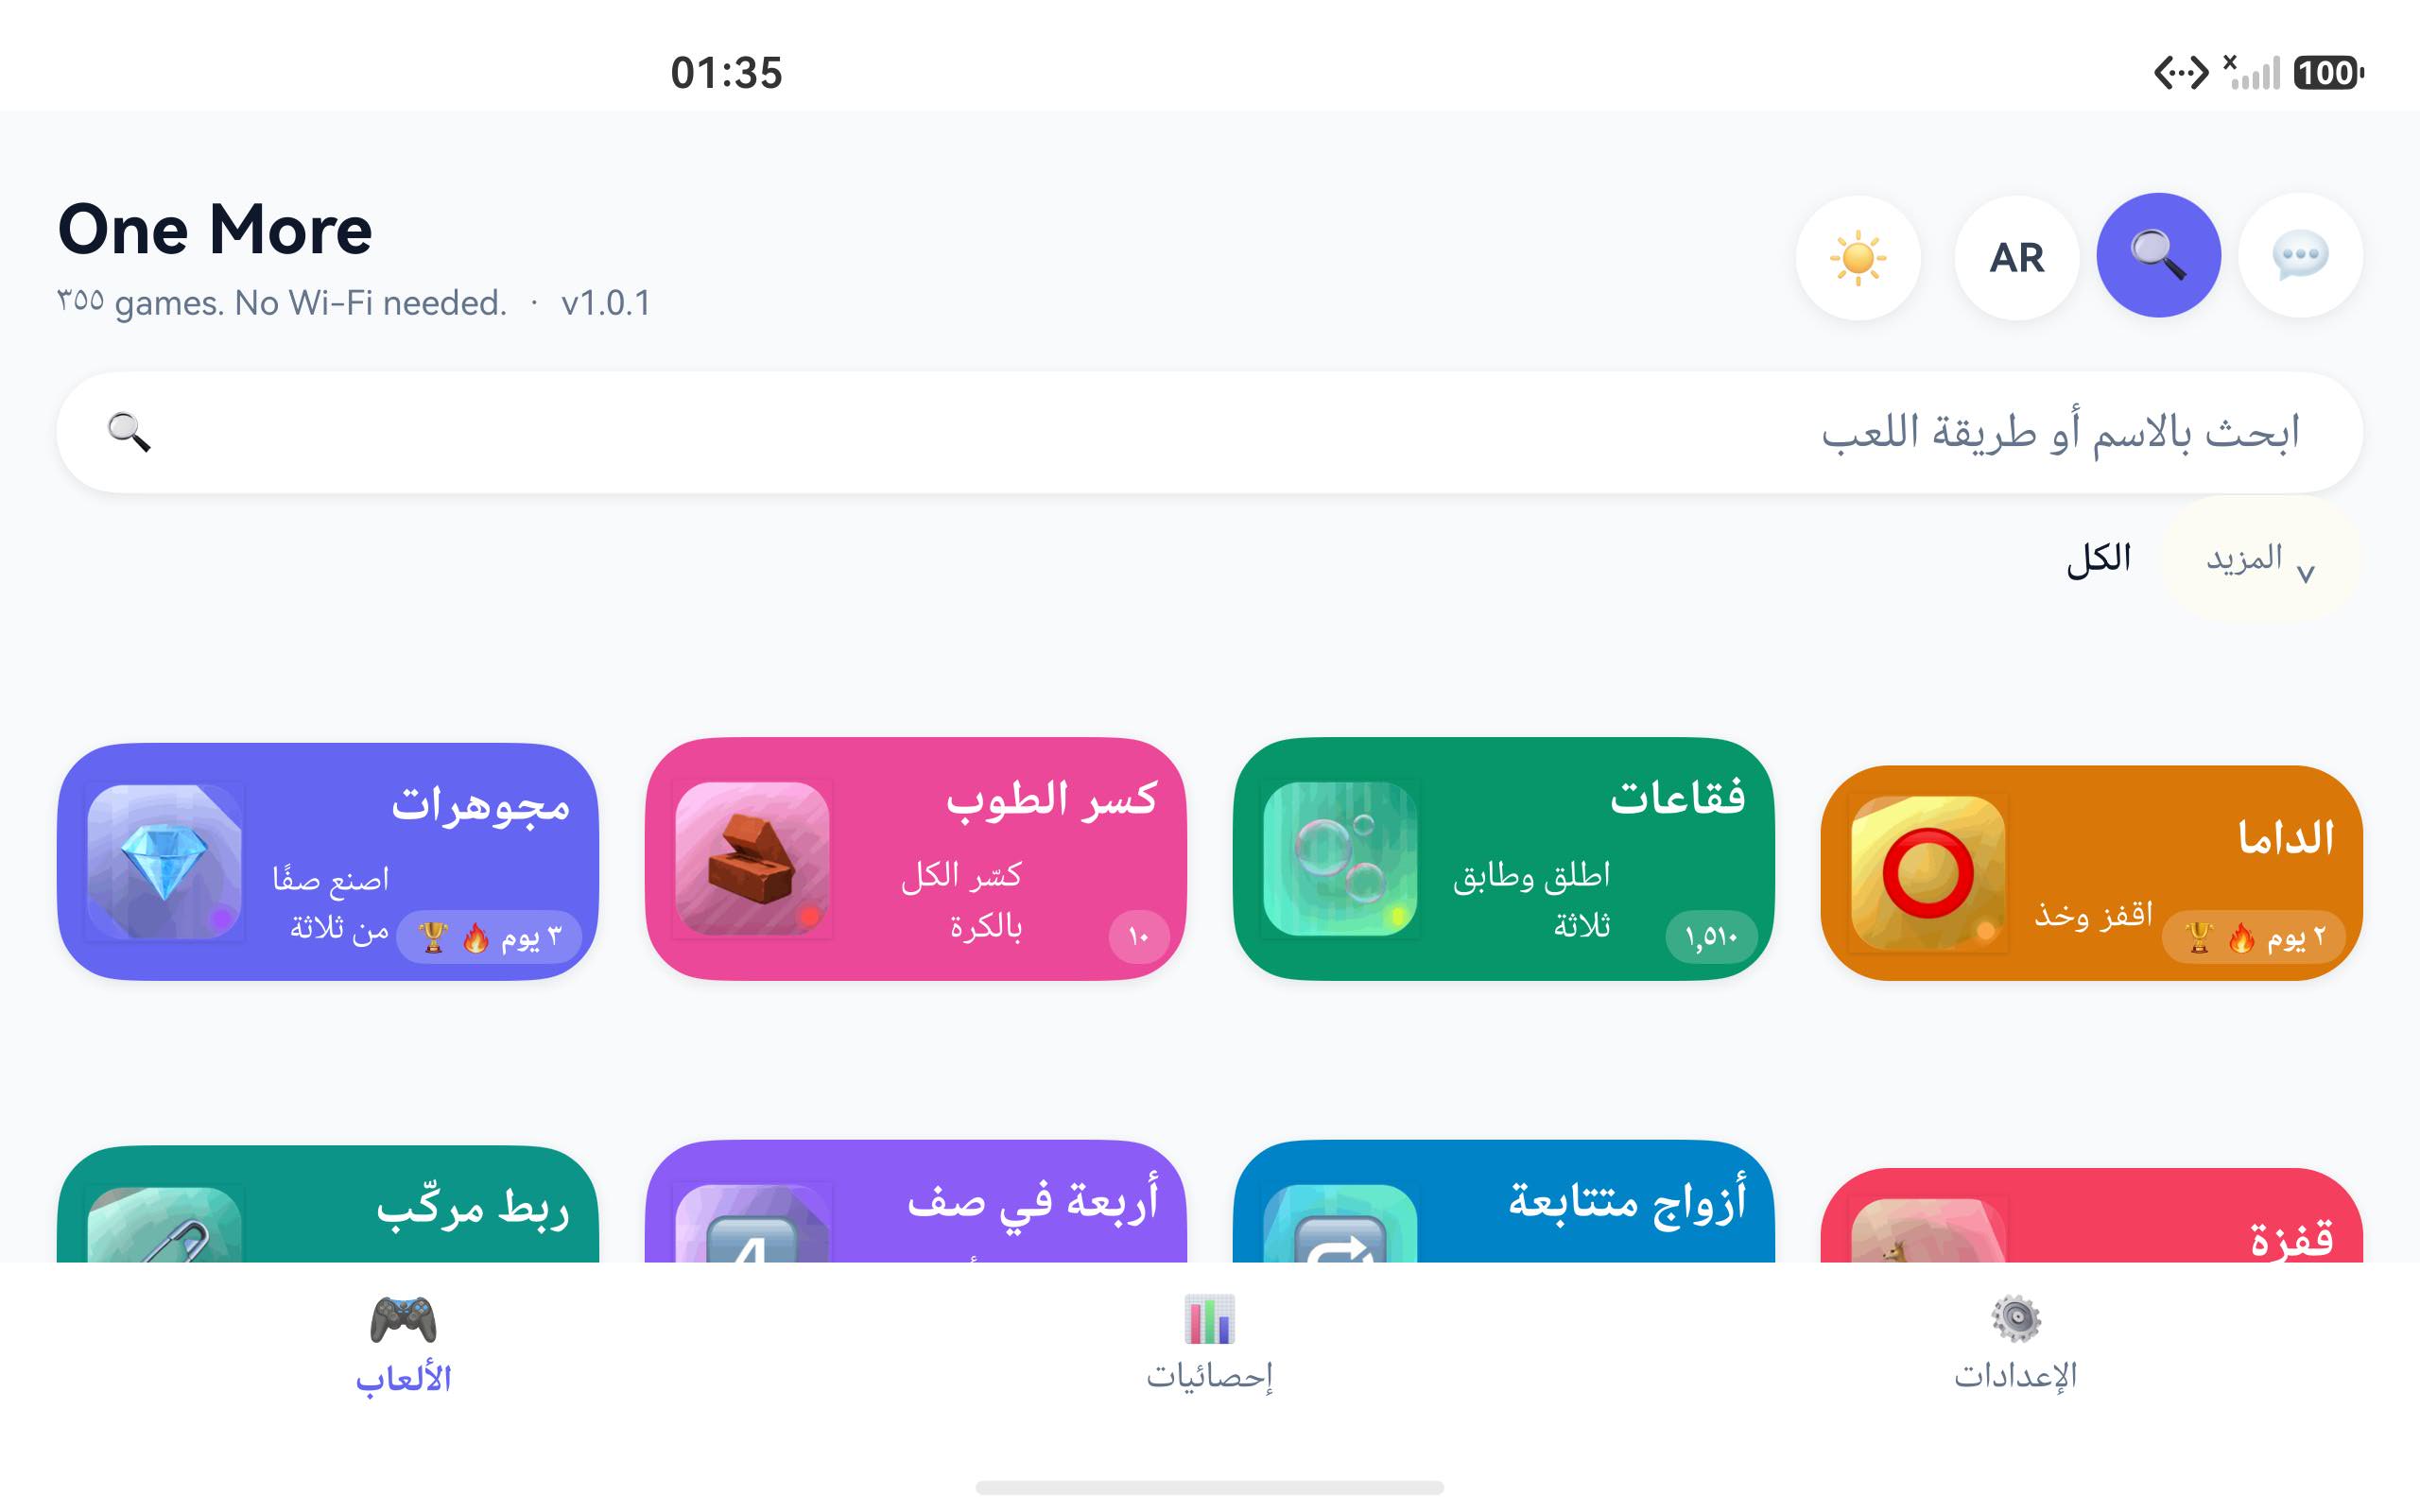 01:35
100
One More
٣٥٥ games. No Wi-Fi needed. · v1.0.1
AR
ابحث بالاسم أو طريقة اللعب
الكل
المزيد
مجوهرات
اصنع صفًا
من ثلاثة
٣ يوم
كسر الطوب
كسّر الكل
بالكرة
١٠
فقاعات
اطلق وطابق
ثلاثة
١,٥١٠
الداما
اقفز وخذ
٢ يوم
ربط مركّب
أربعة في صف
4
أزواج متتابعة
قفزة
الألعاب
إحصائيات
الإعدادات